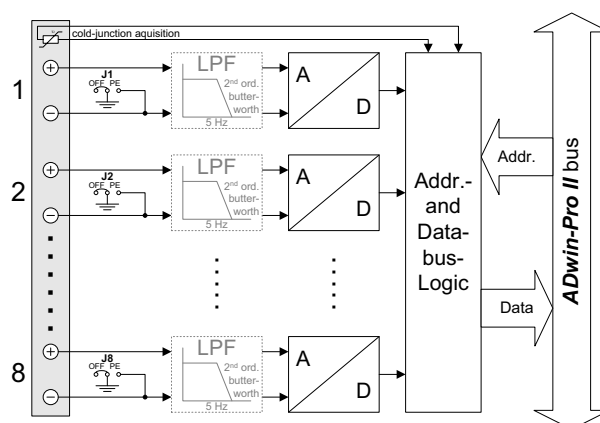 cold-junction aquisition
1
+
−
J1
OFF PE
LPF
2nd ord.
butter-
worth
5 Hz
A
D
2
+
−
J2
OFF PE
LPF
2nd ord.
butter-
worth
5 Hz
A
D
8
+
−
J8
OFF PE
LPF
2nd ord.
butter-
worth
5 Hz
A
D
Addr.-
and
Data-
bus-
Logic
Addr.
Data
ADwin-Pro II bus